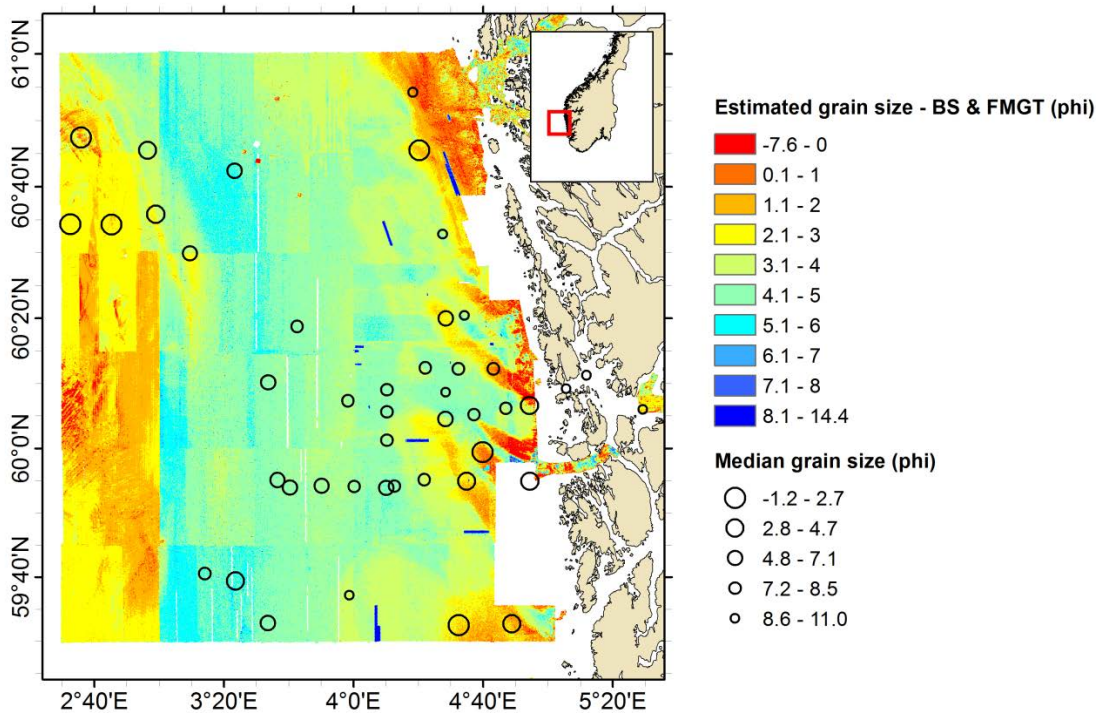 61°0'N
60°40'N
60°20'N
60°0'N
59°40'N
2°40'E
3°20'E
4°0'E
4°40'E
5°20'E
Estimated grain size - BS & FMGT (phi)
-7.6 - 0
0.1 - 1
1.1 - 2
2.1 - 3
3.1 - 4
4.1 - 5
5.1 - 6
6.1 - 7
7.1 - 8
8.1 - 14.4
Median grain size (phi)
-1.2 - 2.7
2.8 - 4.7
4.8 - 7.1
7.2 - 8.5
8.6 - 11.0